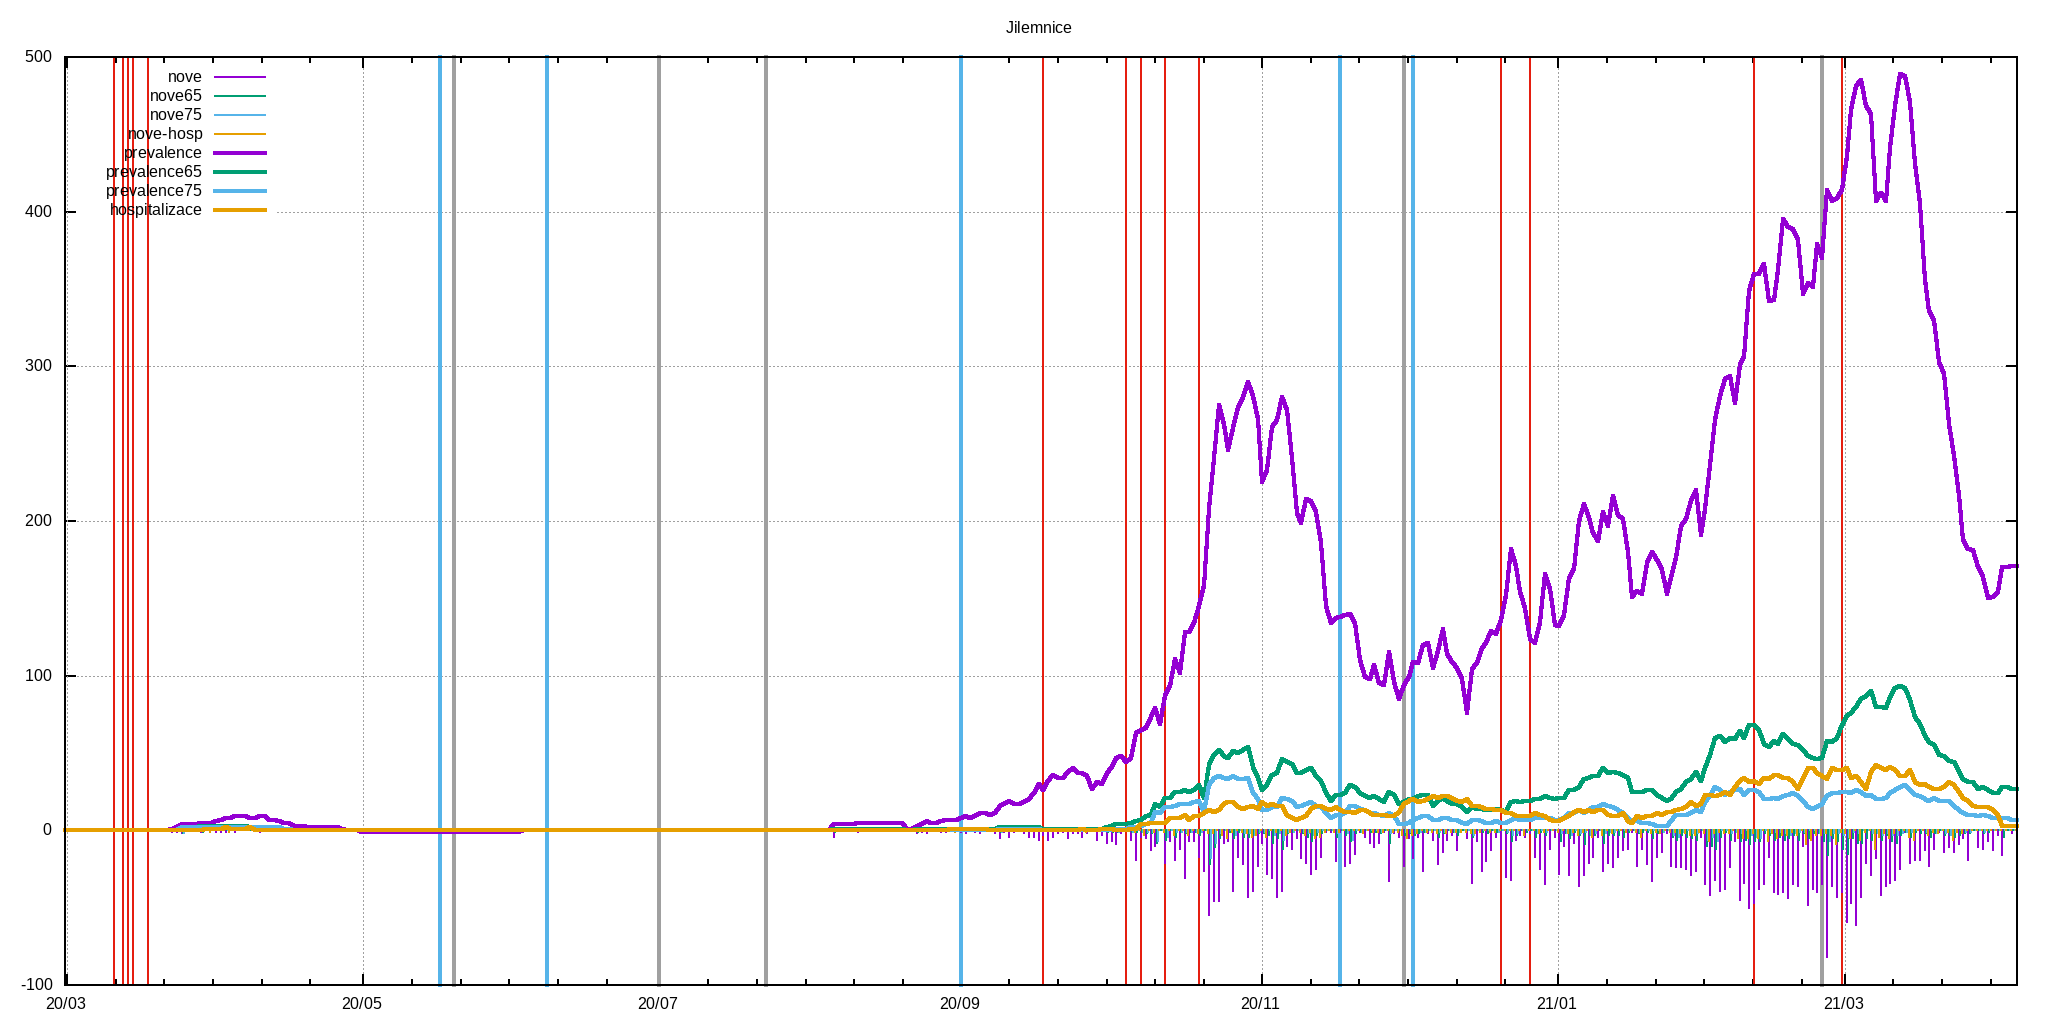 Jilemnice
500
400
300
200
100
0
-100
nove
nove65
nove75
nove-hosp
prevalence
prevalence65
prevalence75
hospitalizace
20/03 20/05 20/07 20/09 20/11 21/01 21/03